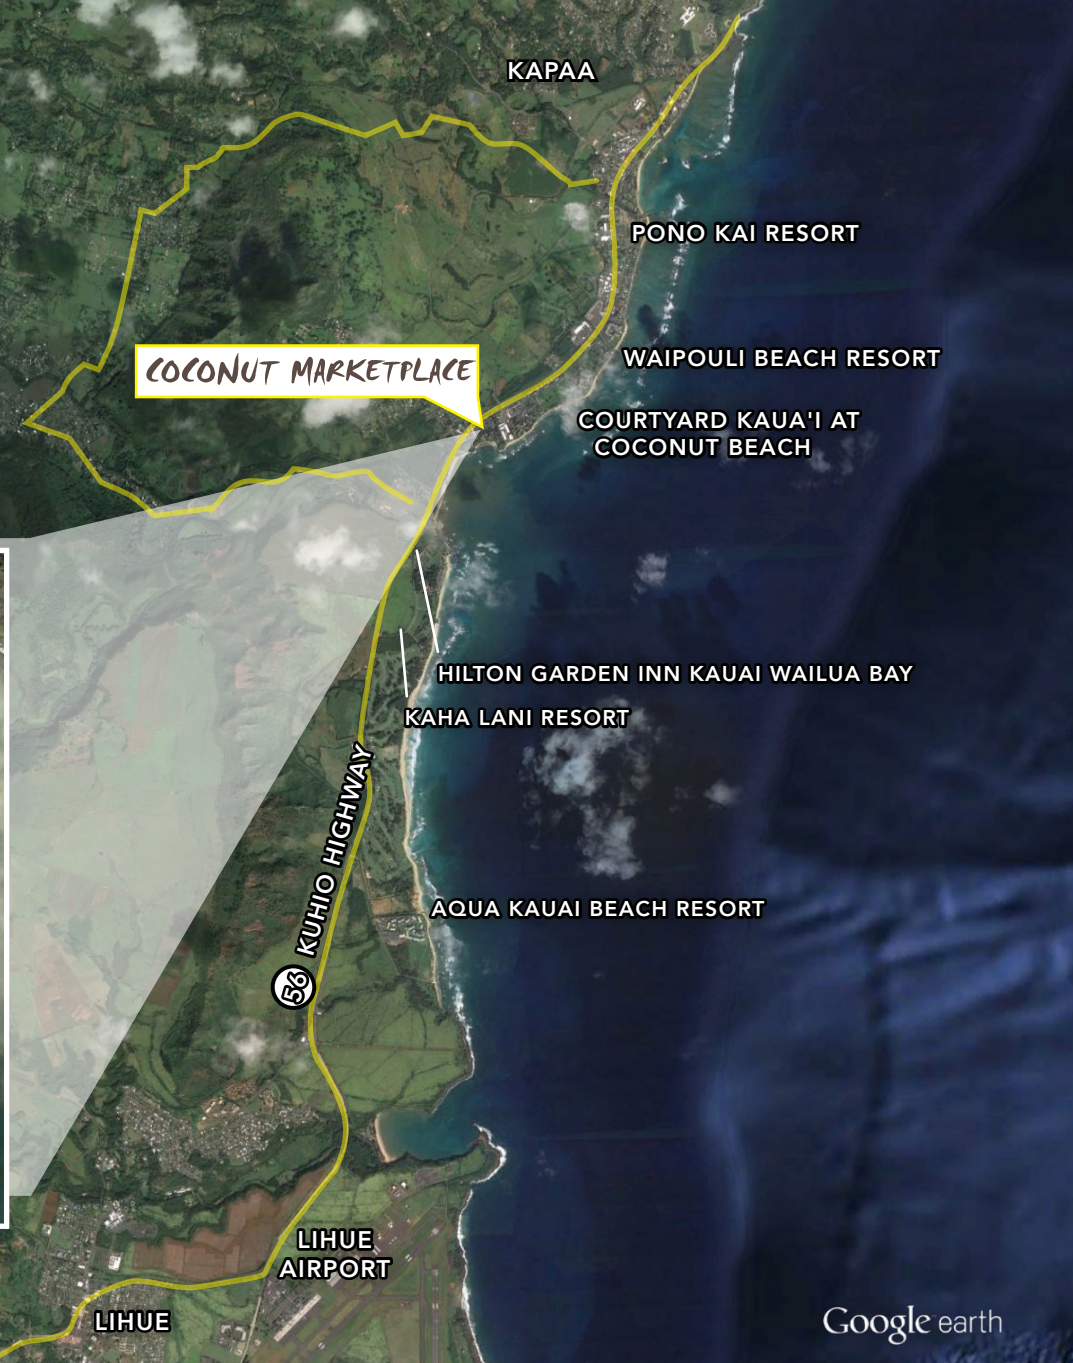 KAPAA
PONO KAI RESORT
COCONUT MARKETPLACE
WAIPOULI BEACH RESORT
COURTYARD KAUA'I AT
COCONUT BEACH
HILTON GARDEN INN KAUAI WAILUA BAY
KAHA LANI RESORT
KUHIO HIGHWAY
56
AQUA KAUAI BEACH RESORT
LIHUE
AIRPORT
LIHUE
Google earth